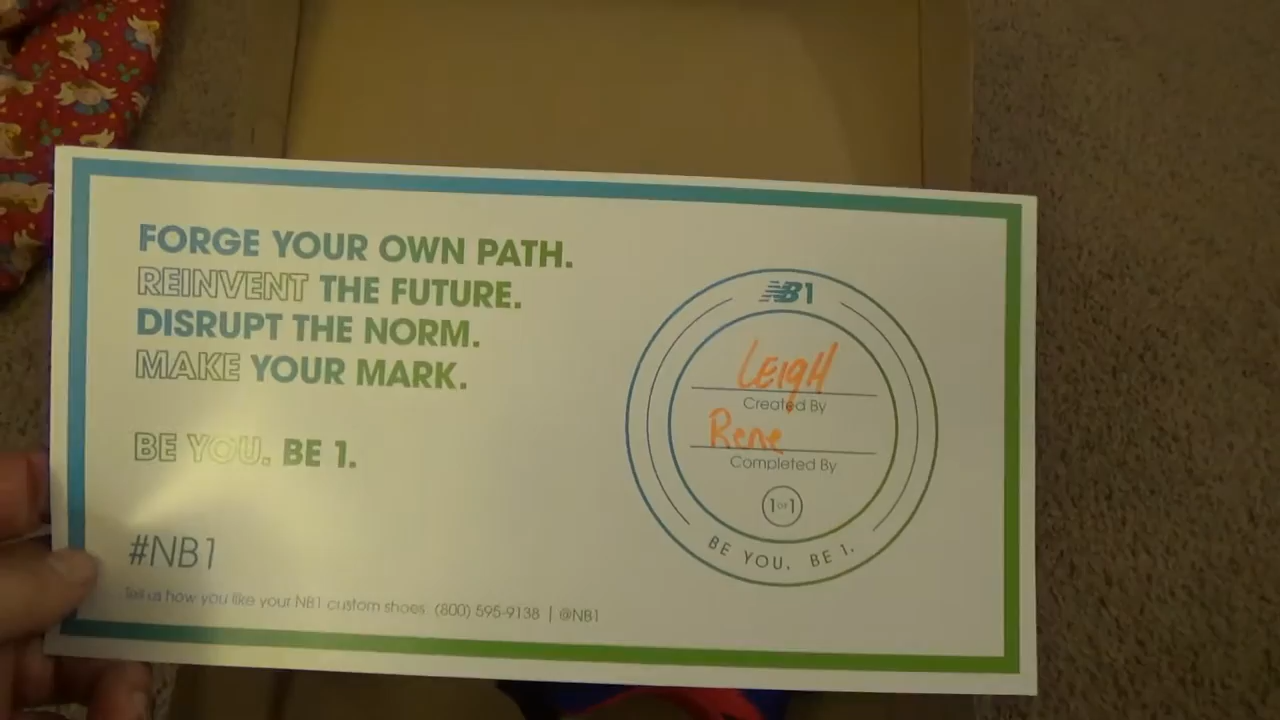 FORGE YOUR OWN PATH.
REINVENT THE FUTURE.
DISRUPT THE NORM.
MAKE YOUR MARK.
BE YOU. BE 1.
#NB1
Tell us how you like your NB1 custom shoes (800) 595-9138 | @NB1
NB1
LEIgH
Created By
Rene
Completed By
1 OF 1
BE YOU. BE 1.